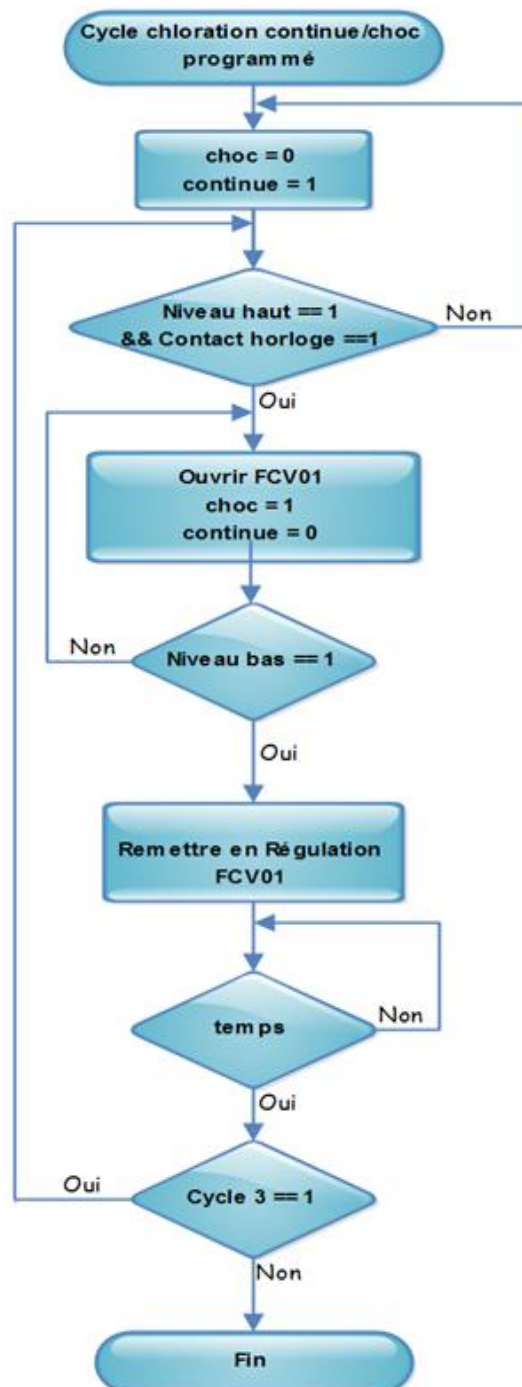 Cycle chloration continue/choc
programmé
choc = 0
continue = 1
Niveau haut == 1
&& Contact horloge ==1
Non
Oui
Ouvrir FCV01
choc = 1
continue = 0
Non
Niveau bas == 1
Oui
Remettre en Régulation
FCV01
temps
Non
Oui
Oui
Cycle 3 == 1
Non
Fin